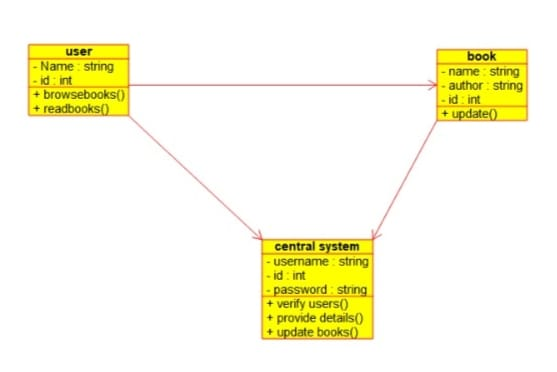 user
- Name : string
- id : int
+ browsebooks()
+ readbooks()
book
- name : string
- author : string
- id : int
+ update()
central system
- username : string
- id : int
- password : string
+ verify users()
+ provide details()
+ update books()